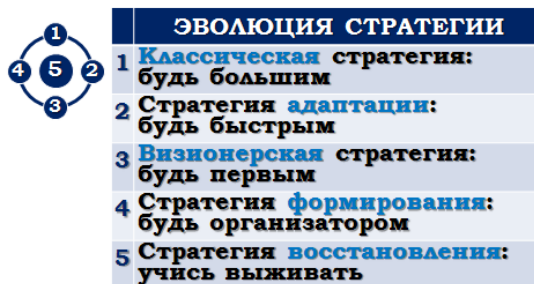 1
4 5 2
3
ЭВОЛЮЦИЯ СТРАТЕГИИ
1 Классическая стратегия:
будь большим
2 Стратегия адаптации:
будь быстрым
3 Визионерская стратегия:
будь первым
4 Стратегия формирования:
будь организатором
5 Стратегия восстановления:
учись выживать